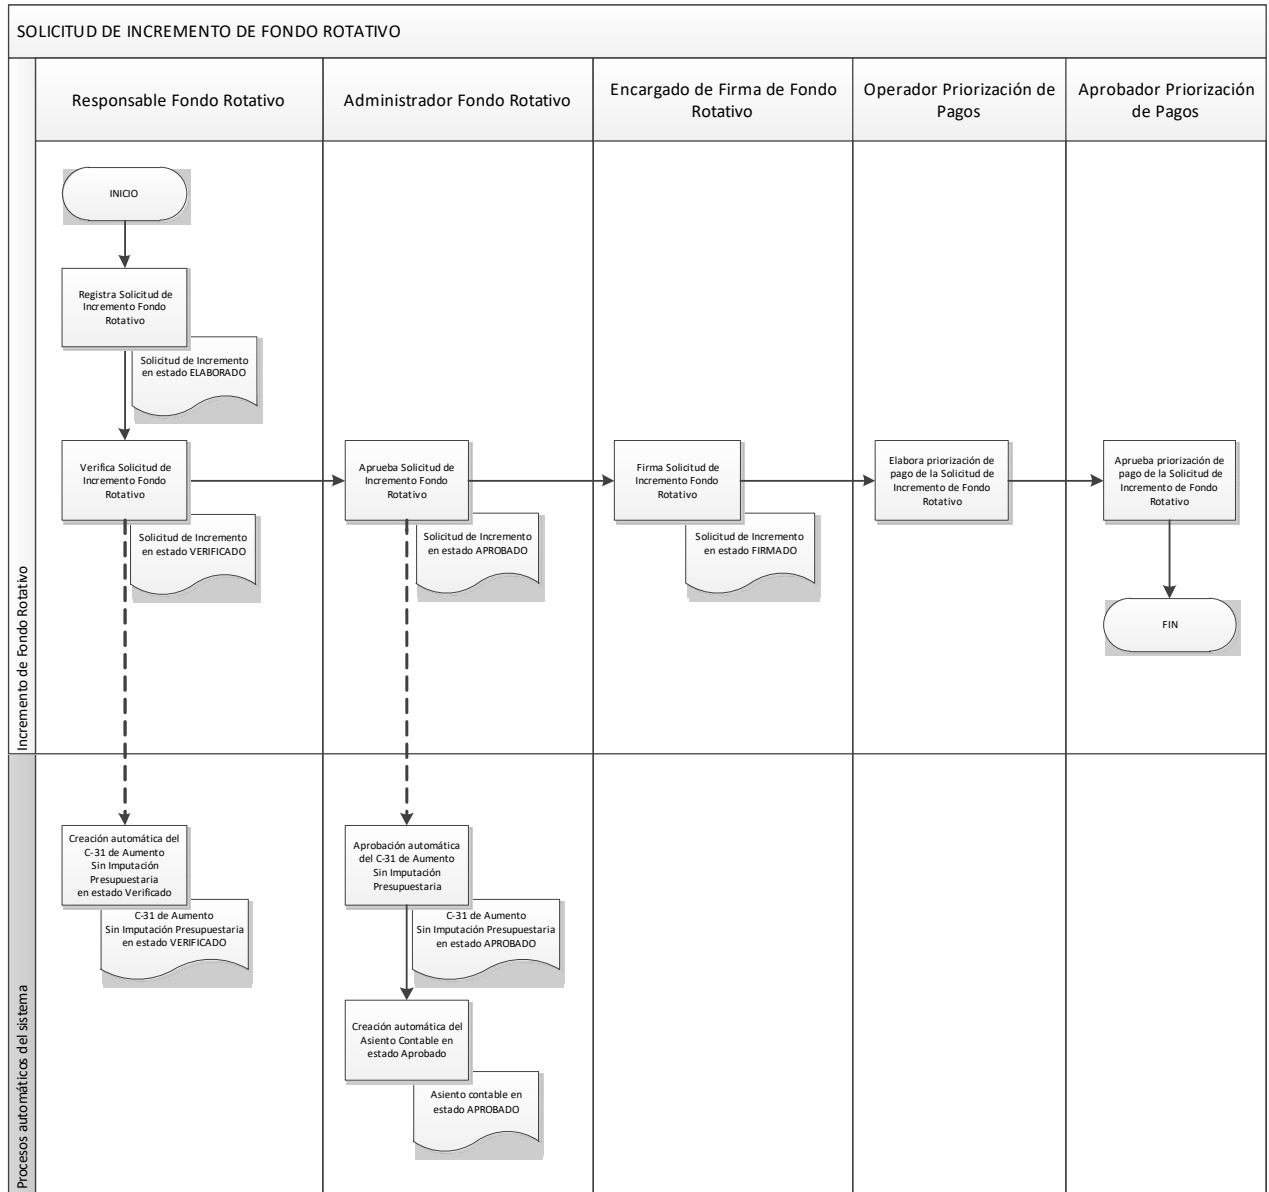 SOLICITUD DE INCREMENTO DE FONDO ROTATIVO
Responsable Fondo Rotativo
Administrador Fondo Rotativo
Encargado de Firma de Fondo
Rotativo
Operador Priorización de
Pagos
Aprobador Priorización
de Pagos
Incremento de Fondo Rotativo
INICIO
Registra Solicitud de
Incremento Fondo
Rotativo
Solicitud de Incremento
en estado ELABORADO
Verifica Solicitud de
Incremento Fondo
Rotativo
Solicitud de Incremento
en estado VERIFICADO
Aprueba Solicitud de
Incremento Fondo
Rotativo
Solicitud de Incremento
en estado APROBADO
Firma Solicitud de
Incremento Fondo
Rotativo
Solicitud de Incremento
en estado FIRMADO
Elabora priorización de
pago de la Solicitud de
Incremento de Fondo
Rotativo
Aprueba priorización de
pago de la Solicitud de
Incremento de Fondo
Rotativo
FIN
Procesos automáticos del sistema
Creación automática del
C-31 de Aumento
Sin Imputación
Presupuestaria
en estado Verificado
C-31 de Aumento
Sin Imputación Presupuestaria
en estado VERIFICADO
Aprobación automática
del C-31 de Aumento
Sin Imputación
Presupuestaria
C-31 de Aumento
Sin Imputación Presupuestaria
en estado APROBADO
Creación automática del
Asiento Contable en
estado Aprobado
Asiento contable en
estado APROBADO